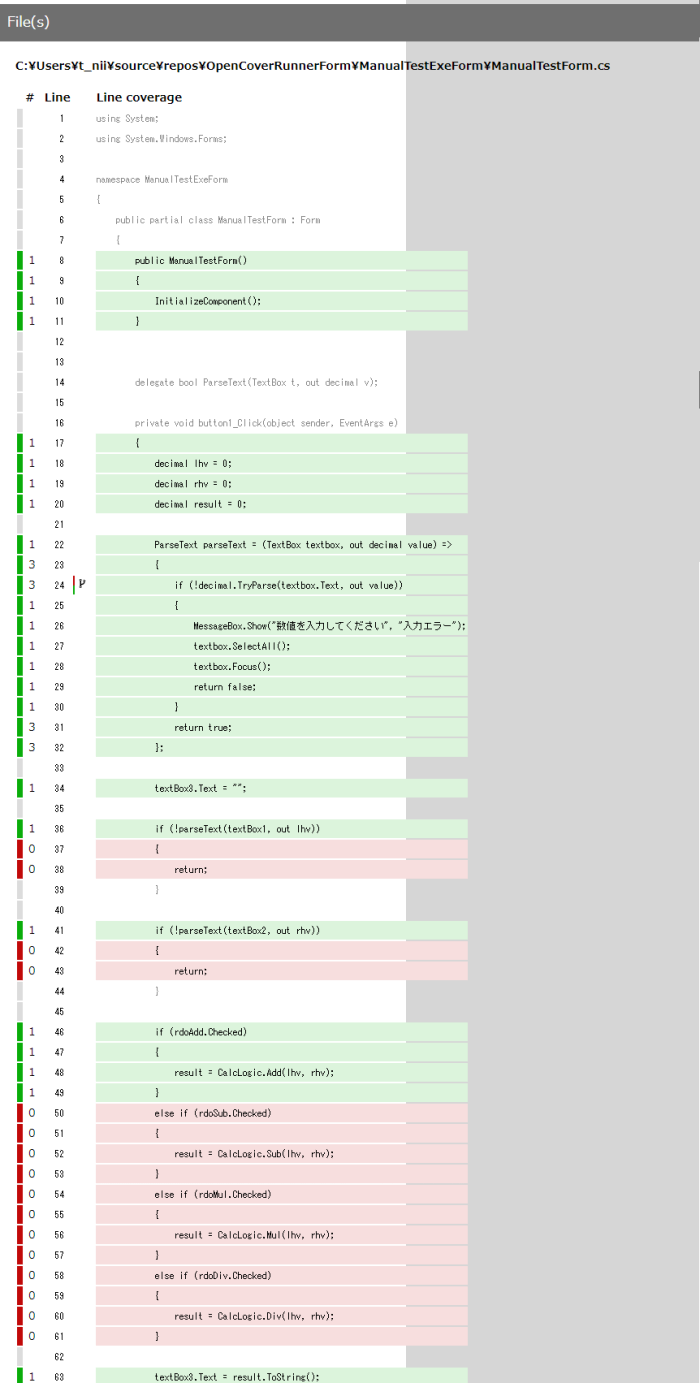 File(s)
C:¥Users¥t_nii¥source¥repos¥OpenCoverRunnerForm¥ManualTestExeForm¥ManualTestForm.cs
# Line Line coverage
1 using System;
2 using System.Windows.Forms;
3
4 namespace ManualTestExeForm
5 {
6 public partial class ManualTestForm : Form
7 {
1 8 public ManualTestForm()
1 9 {
1 10 InitializeComponent();
1 11 }
12
13
14 delegate bool ParseText(TextBox t, out decimal v);
15
16 private void button1_Click(object sender, EventArgs e)
1 17 {
1 18 decimal lhv = 0;
1 19 decimal rhv = 0;
1 20 decimal result = 0;
21
1 22 ParseText parseText = (TextBox textbox, out decimal value) =>
3 23 {
3 24 if (!decimal.TryParse(textbox.Text, out value))
1 25 {
1 26 MessageBox.Show("数値を入力してください", "入力エラー");
1 27 textbox.SelectAll();
1 28 textbox.Focus();
1 29 return false;
1 30 }
3 31 return true;
3 32 };
33
1 34 textBox3.Text = "";
35
1 36 if (!parseText(textBox1, out lhv))
0 37 {
0 38 return;
39 }
40
1 41 if (!parseText(textBox2, out rhv))
0 42 {
0 43 return;
44 }
45
1 46 if (rdoAdd.Checked)
1 47 {
1 48 result = CalcLogic.Add(lhv, rhv);
1 49 }
0 50 else if (rdoSub.Checked)
0 51 {
0 52 result = CalcLogic.Sub(lhv, rhv);
0 53 }
0 54 else if (rdoMul.Checked)
0 55 {
0 56 result = CalcLogic.Mul(lhv, rhv);
0 57 }
0 58 else if (rdoDiv.Checked)
0 59 {
0 60 result = CalcLogic.Div(lhv, rhv);
0 61 }
62
1 63 textBox3.Text = result.ToString();